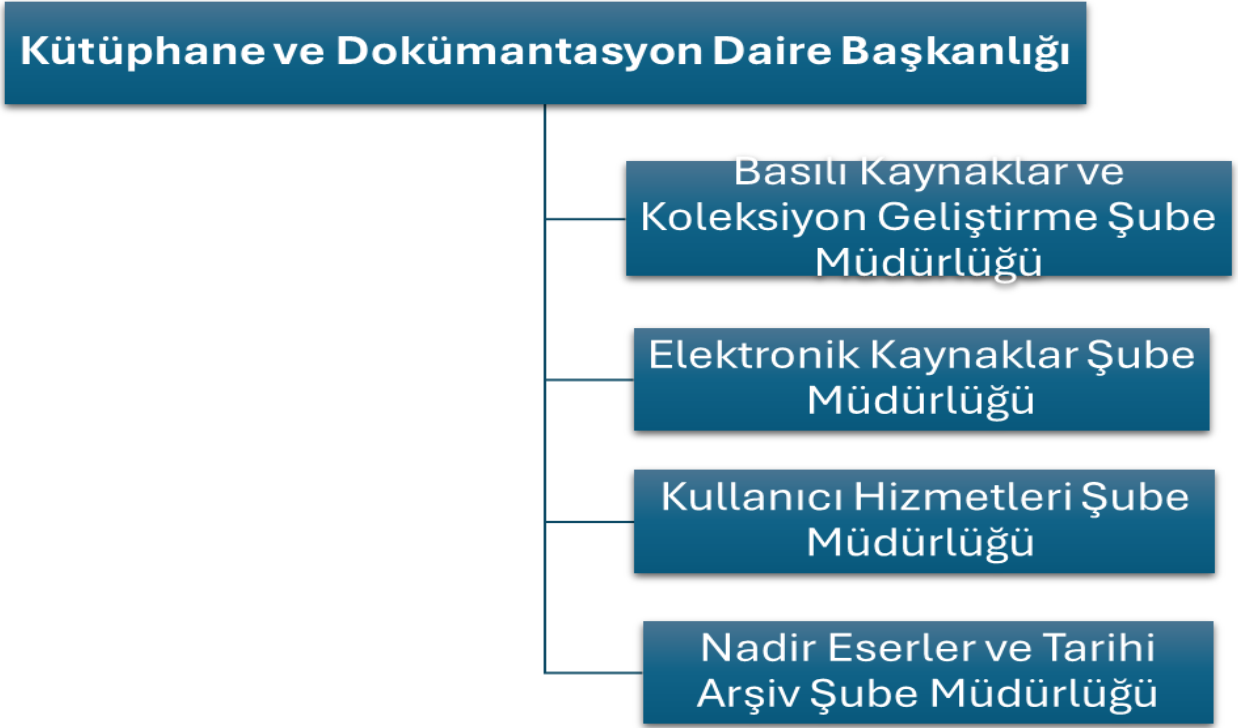 Kütüphane ve Dokümantasyon Daire Başkanlığı
Basılı Kaynaklar ve
Koleksiyon Geliştirme Şube
Müdürlüğü
Elektronik Kaynaklar Şube
Müdürlüğü
Kullanıcı Hizmetleri Şube
Müdürlüğü
Nadir Eserler ve Tarihi
Arşiv Şube Müdürlüğü